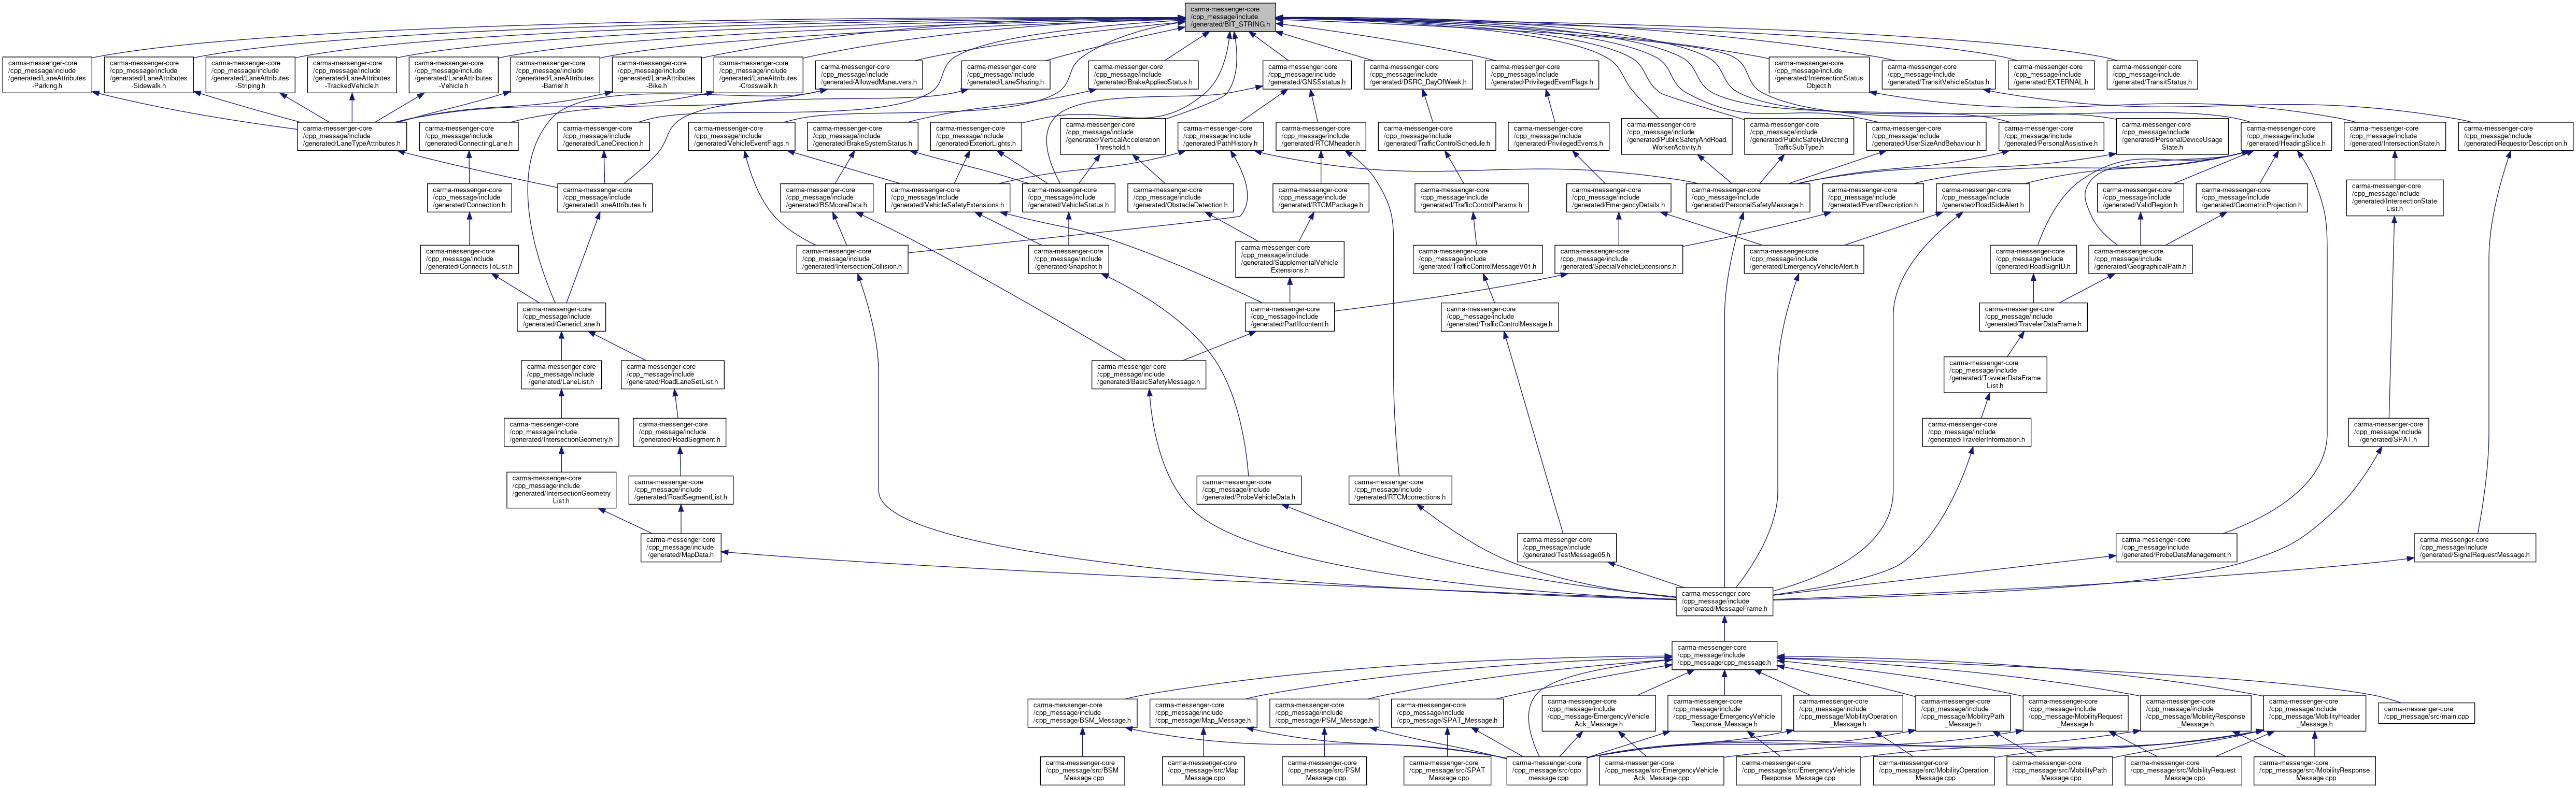 carma-messenger-core
/cpp_message/include
/generated/BIT_STRING.h
carma-messenger-core
/cpp_message/include
/generated/LaneAttributes
-Parking.h
carma-messenger-core
/cpp_message/include
/generated/LaneAttributes
-Sidewalk.h
carma-messenger-core
/cpp_message/include
/generated/LaneAttributes
-Striping.h
carma-messenger-core
/cpp_message/include
/generated/LaneAttributes
-TrackedVehicle.h
carma-messenger-core
/cpp_message/include
/generated/LaneAttributes
-Vehicle.h
carma-messenger-core
/cpp_message/include
/generated/LaneAttributes
-Barrier.h
carma-messenger-core
/cpp_message/include
/generated/LaneAttributes
-Bike.h
carma-messenger-core
/cpp_message/include
/generated/LaneAttributes
-Crosswalk.h
carma-messenger-core
/cpp_message/include
/generated/AllowedManeuvers.h
carma-messenger-core
/cpp_message/include
/generated/LaneSharing.h
carma-messenger-core
/cpp_message/include
/generated/BrakeAppliedStatus.h
carma-messenger-core
/cpp_message/include
/generated/GNSSstatus.h
carma-messenger-core
/cpp_message/include
/generated/DSRC_DayOfWeek.h
carma-messenger-core
/cpp_message/include
/generated/PrivilegedEventFlags.h
carma-messenger-core
/cpp_message/include
/generated/IntersectionStatus
Object.h
carma-messenger-core
/cpp_message/include
/generated/TransitVehicleStatus.h
carma-messenger-core
/cpp_message/include
/generated/EXTERNAL.h
carma-messenger-core
/cpp_message/include
/generated/TransitStatus.h
carma-messenger-core
/cpp_message/include
/generated/LaneTypeAttributes.h
carma-messenger-core
/cpp_message/include
/generated/ConnectingLane.h
carma-messenger-core
/cpp_message/include
/generated/LaneDirection.h
carma-messenger-core
/cpp_message/include
/generated/VehicleEventFlags.h
carma-messenger-core
/cpp_message/include
/generated/BrakeSystemStatus.h
carma-messenger-core
/cpp_message/include
/generated/ExteriorLights.h
carma-messenger-core
/cpp_message/include
/generated/VerticalAcceleration
Threshold.h
carma-messenger-core
/cpp_message/include
/generated/PathHistory.h
carma-messenger-core
/cpp_message/include
/generated/RTCMheader.h
carma-messenger-core
/cpp_message/include
/generated/TrafficControlSchedule.h
carma-messenger-core
/cpp_message/include
/generated/PrivilegedEvents.h
carma-messenger-core
/cpp_message/include
/generated/PublicSafetyAndRoad
WorkerActivity.h
carma-messenger-core
/cpp_message/include
/generated/PublicSafetyDirecting
TrafficSubType.h
carma-messenger-core
/cpp_message/include
/generated/UserSizeAndBehaviour.h
carma-messenger-core
/cpp_message/include
/generated/PersonalAssistive.h
carma-messenger-core
/cpp_message/include
/generated/PersonalDeviceUsage
State.h
carma-messenger-core
/cpp_message/include
/generated/HeadingSlice.h
carma-messenger-core
/cpp_message/include
/generated/IntersectionState.h
carma-messenger-core
/cpp_message/include
/generated/RequestorDescription.h
carma-messenger-core
/cpp_message/include
/generated/Connection.h
carma-messenger-core
/cpp_message/include
/generated/LaneAttributes.h
carma-messenger-core
/cpp_message/include
/generated/BSMcoreData.h
carma-messenger-core
/cpp_message/include
/generated/VehicleSafetyExtensions.h
carma-messenger-core
/cpp_message/include
/generated/VehicleStatus.h
carma-messenger-core
/cpp_message/include
/generated/ObstacleDetection.h
carma-messenger-core
/cpp_message/include
/generated/RTCMPackage.h
carma-messenger-core
/cpp_message/include
/generated/TrafficControlParams.h
carma-messenger-core
/cpp_message/include
/generated/EmergencyDetails.h
carma-messenger-core
/cpp_message/include
/generated/PersonalSafetyMessage.h
carma-messenger-core
/cpp_message/include
/generated/EventDescription.h
carma-messenger-core
/cpp_message/include
/generated/RoadSideAlert.h
carma-messenger-core
/cpp_message/include
/generated/ValidRegion.h
carma-messenger-core
/cpp_message/include
/generated/GeometricProjection.h
carma-messenger-core
/cpp_message/include
/generated/IntersectionState
List.h
carma-messenger-core
/cpp_message/include
/generated/ConnectsToList.h
carma-messenger-core
/cpp_message/include
/generated/IntersectionCollision.h
carma-messenger-core
/cpp_message/include
/generated/Snapshot.h
carma-messenger-core
/cpp_message/include
/generated/SupplementalVehicle
Extensions.h
carma-messenger-core
/cpp_message/include
/generated/TrafficControlMessageV01.h
carma-messenger-core
/cpp_message/include
/generated/SpecialVehicleExtensions.h
carma-messenger-core
/cpp_message/include
/generated/EmergencyVehicleAlert.h
carma-messenger-core
/cpp_message/include
/generated/RoadSignID.h
carma-messenger-core
/cpp_message/include
/generated/GeographicalPath.h
carma-messenger-core
/cpp_message/include
/generated/GenericLane.h
carma-messenger-core
/cpp_message/include
/generated/PartIIcontent.h
carma-messenger-core
/cpp_message/include
/generated/TrafficControlMessage.h
carma-messenger-core
/cpp_message/include
/generated/TravelerDataFrame.h
carma-messenger-core
/cpp_message/include
/generated/LaneList.h
carma-messenger-core
/cpp_message/include
/generated/RoadLaneSetList.h
carma-messenger-core
/cpp_message/include
/generated/BasicSafetyMessage.h
carma-messenger-core
/cpp_message/include
/generated/TravelerDataFrame
List.h
carma-messenger-core
/cpp_message/include
/generated/IntersectionGeometry.h
carma-messenger-core
/cpp_message/include
/generated/RoadSegment.h
carma-messenger-core
/cpp_message/include
/generated/TravelerInformation.h
carma-messenger-core
/cpp_message/include
/generated/SPAT.h
carma-messenger-core
/cpp_message/include
/generated/IntersectionGeometry
List.h
carma-messenger-core
/cpp_message/include
/generated/RoadSegmentList.h
carma-messenger-core
/cpp_message/include
/generated/ProbeVehicleData.h
carma-messenger-core
/cpp_message/include
/generated/RTCMcorrections.h
carma-messenger-core
/cpp_message/include
/generated/MapData.h
carma-messenger-core
/cpp_message/include
/generated/TestMessage05.h
carma-messenger-core
/cpp_message/include
/generated/ProbeDataManagement.h
carma-messenger-core
/cpp_message/include
/generated/SignalRequestMessage.h
carma-messenger-core
/cpp_message/include
/generated/MessageFrame.h
carma-messenger-core
/cpp_message/include
/cpp_message/cpp_message.h
carma-messenger-core
/cpp_message/include
/cpp_message/BSM_Message.h
carma-messenger-core
/cpp_message/include
/cpp_message/Map_Message.h
carma-messenger-core
/cpp_message/include
/cpp_message/PSM_Message.h
carma-messenger-core
/cpp_message/include
/cpp_message/SPAT_Message.h
carma-messenger-core
/cpp_message/include
/cpp_message/EmergencyVehicle
Ack_Message.h
carma-messenger-core
/cpp_message/include
/cpp_message/EmergencyVehicle
Response_Message.h
carma-messenger-core
/cpp_message/include
/cpp_message/MobilityOperation
_Message.h
carma-messenger-core
/cpp_message/include
/cpp_message/MobilityPath
_Message.h
carma-messenger-core
/cpp_message/include
/cpp_message/MobilityRequest
_Message.h
carma-messenger-core
/cpp_message/include
/cpp_message/MobilityResponse
_Message.h
carma-messenger-core
/cpp_message/include
/cpp_message/MobilityHeader
_Message.h
carma-messenger-core
/cpp_message/src/main.cpp
carma-messenger-core
/cpp_message/src/BSM
_Message.cpp
carma-messenger-core
/cpp_message/src/Map
_Message.cpp
carma-messenger-core
/cpp_message/src/PSM
_Message.cpp
carma-messenger-core
/cpp_message/src/SPAT
_Message.cpp
carma-messenger-core
/cpp_message/src/cpp
_message.cpp
carma-messenger-core
/cpp_message/src/EmergencyVehicle
Ack_Message.cpp
carma-messenger-core
/cpp_message/src/EmergencyVehicle
Response_Message.cpp
carma-messenger-core
/cpp_message/src/MobilityOperation
_Message.cpp
carma-messenger-core
/cpp_message/src/MobilityPath
_Message.cpp
carma-messenger-core
/cpp_message/src/MobilityRequest
_Message.cpp
carma-messenger-core
/cpp_message/src/MobilityResponse
_Message.cpp